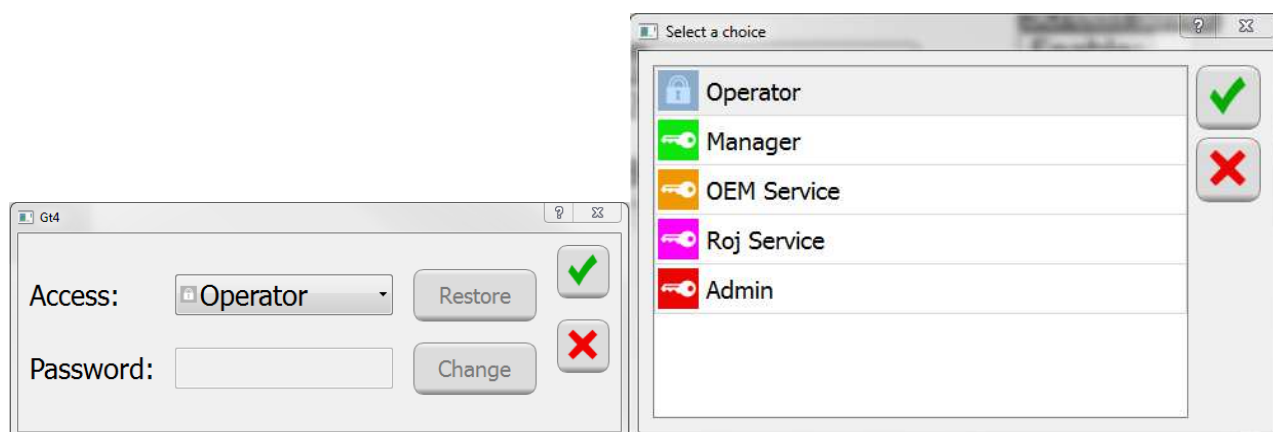 Gt4
Access:
Operator
Restore
Password:
Change
Select a choice
Operator
Manager
OEM Service
Roj Service
Admin